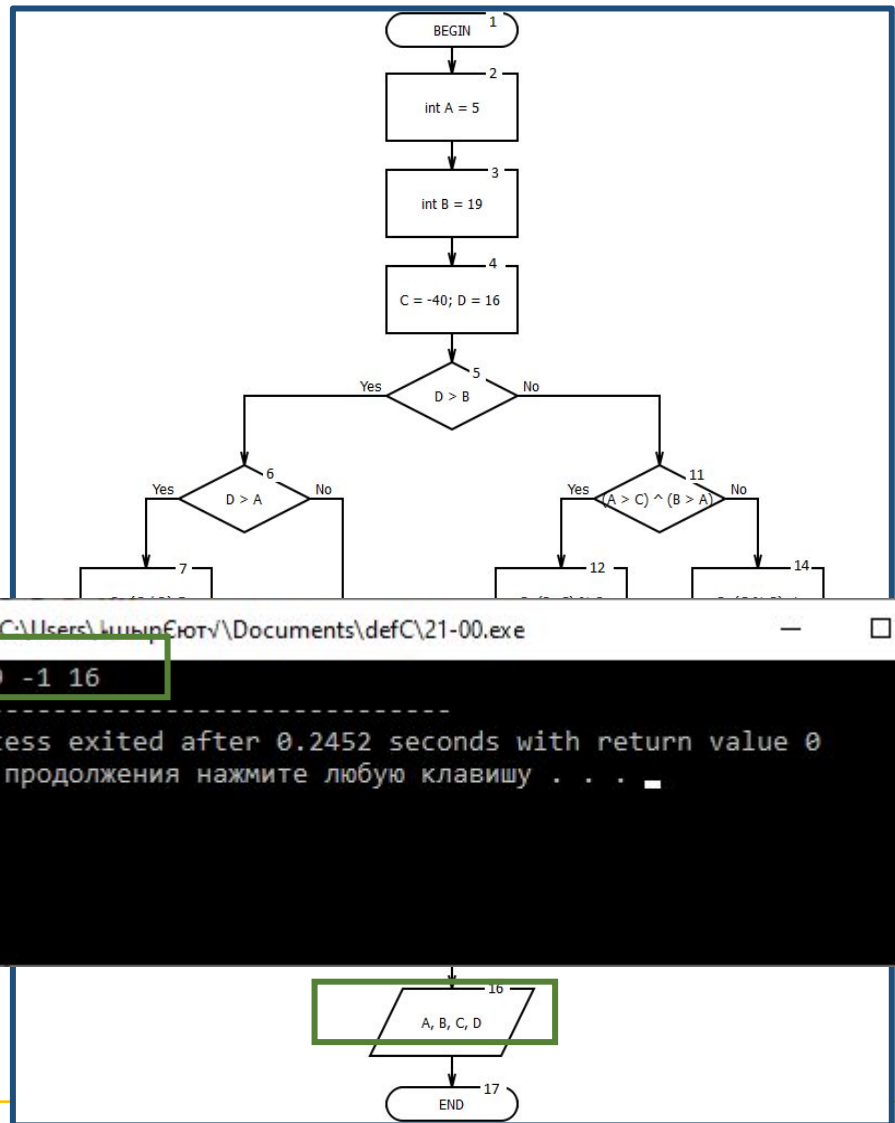 BEGIN 1
2
int A = 5
3
int B = 19
4
C = -40; D = 16
5
Yes D > B No
6
Yes D > A No
11
Yes (A > C) ^ (B > A) No
7
12
14
C:\Users\ \Documents\defC\21-00.exe
-1 16
------------------------------
cess exited after 0.2452 seconds with return value 0
продолжения нажмите любую клавишу . . .
16
A, B, C, D
17
END